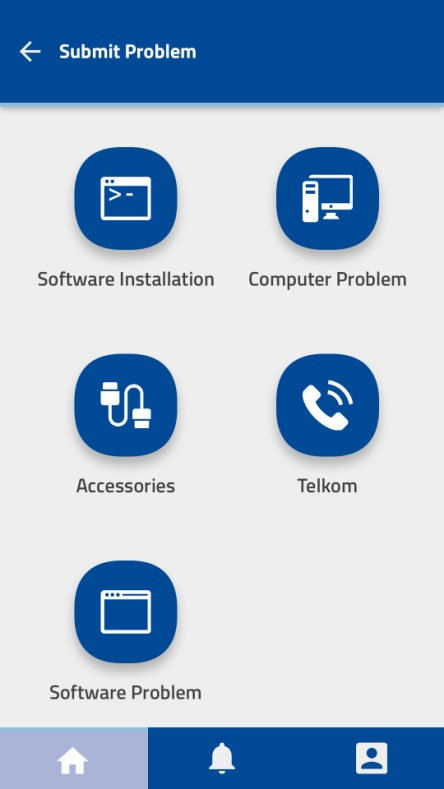 Submit Problem
Software Installation
Computer Problem
Accessories
Telkom
Software Problem